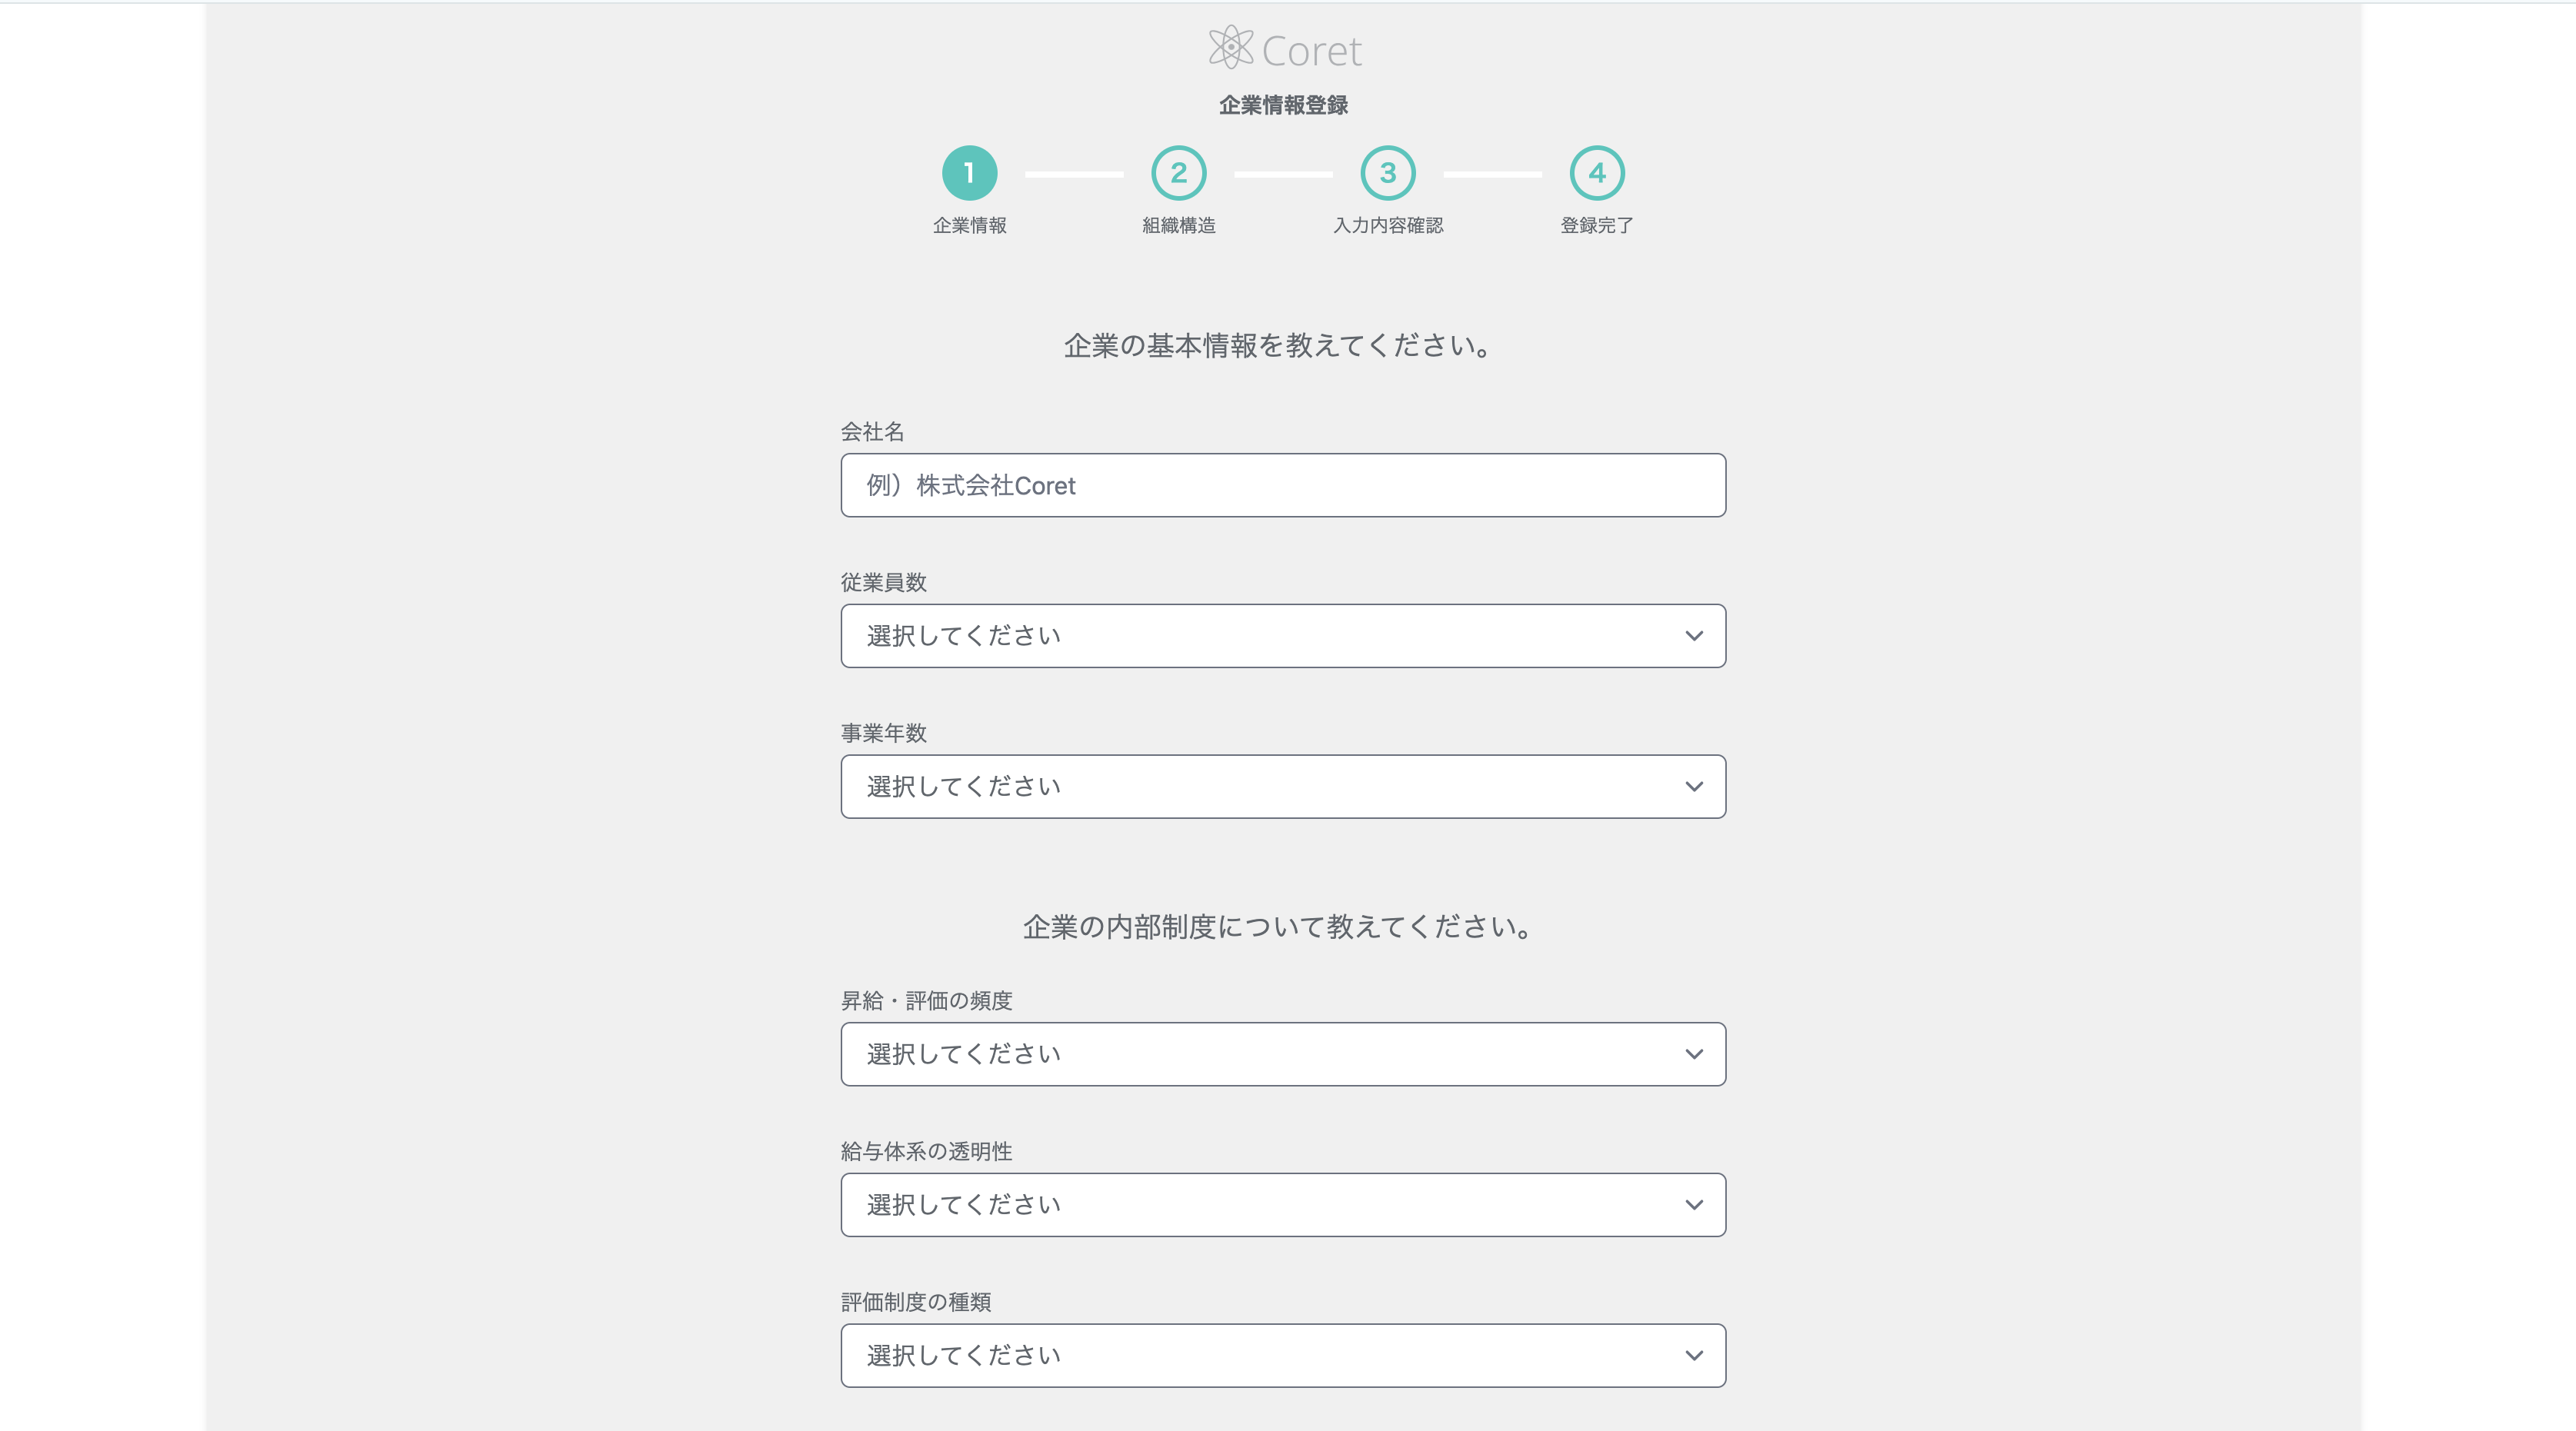 Coret
企業情報登録
1 2 3 4
企業情報 組織構造 入力内容確認 登録完了
企業の基本情報を教えてください。
会社名
例）株式会社Coret
従業員数
選択してください
事業年数
選択してください
企業の内部制度について教えてください。
昇給・評価の頻度
選択してください
給与体系の透明性
選択してください
評価制度の種類
選択してください